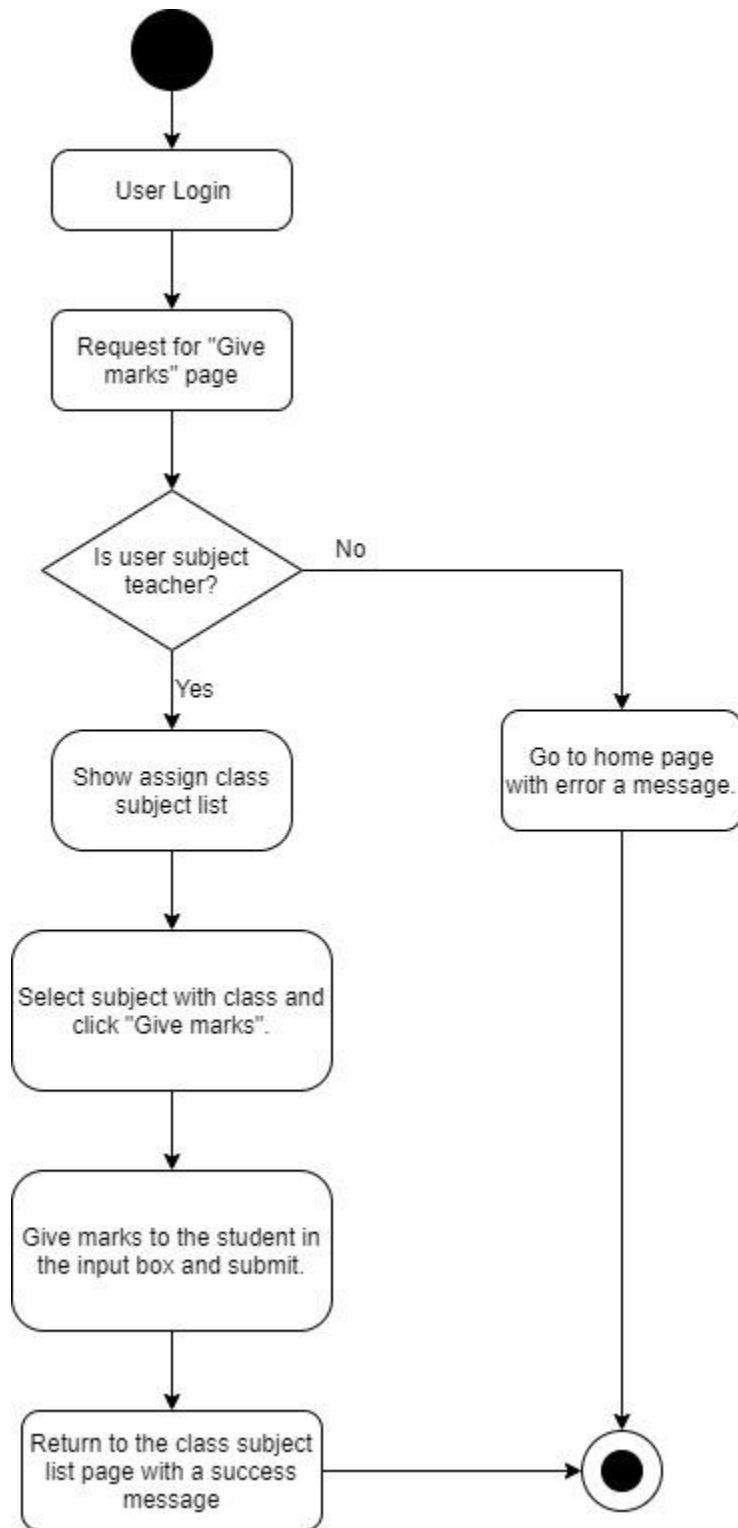 User Login
Request for "Give
marks" page
Is user subject
teacher?
No
Yes
Show assign class
subject list
Go to home page
with error a message.
Select subject with class and
click "Give marks".
Give marks to the student in
the input box and submit.
Return to the class subject
list page with a success
message